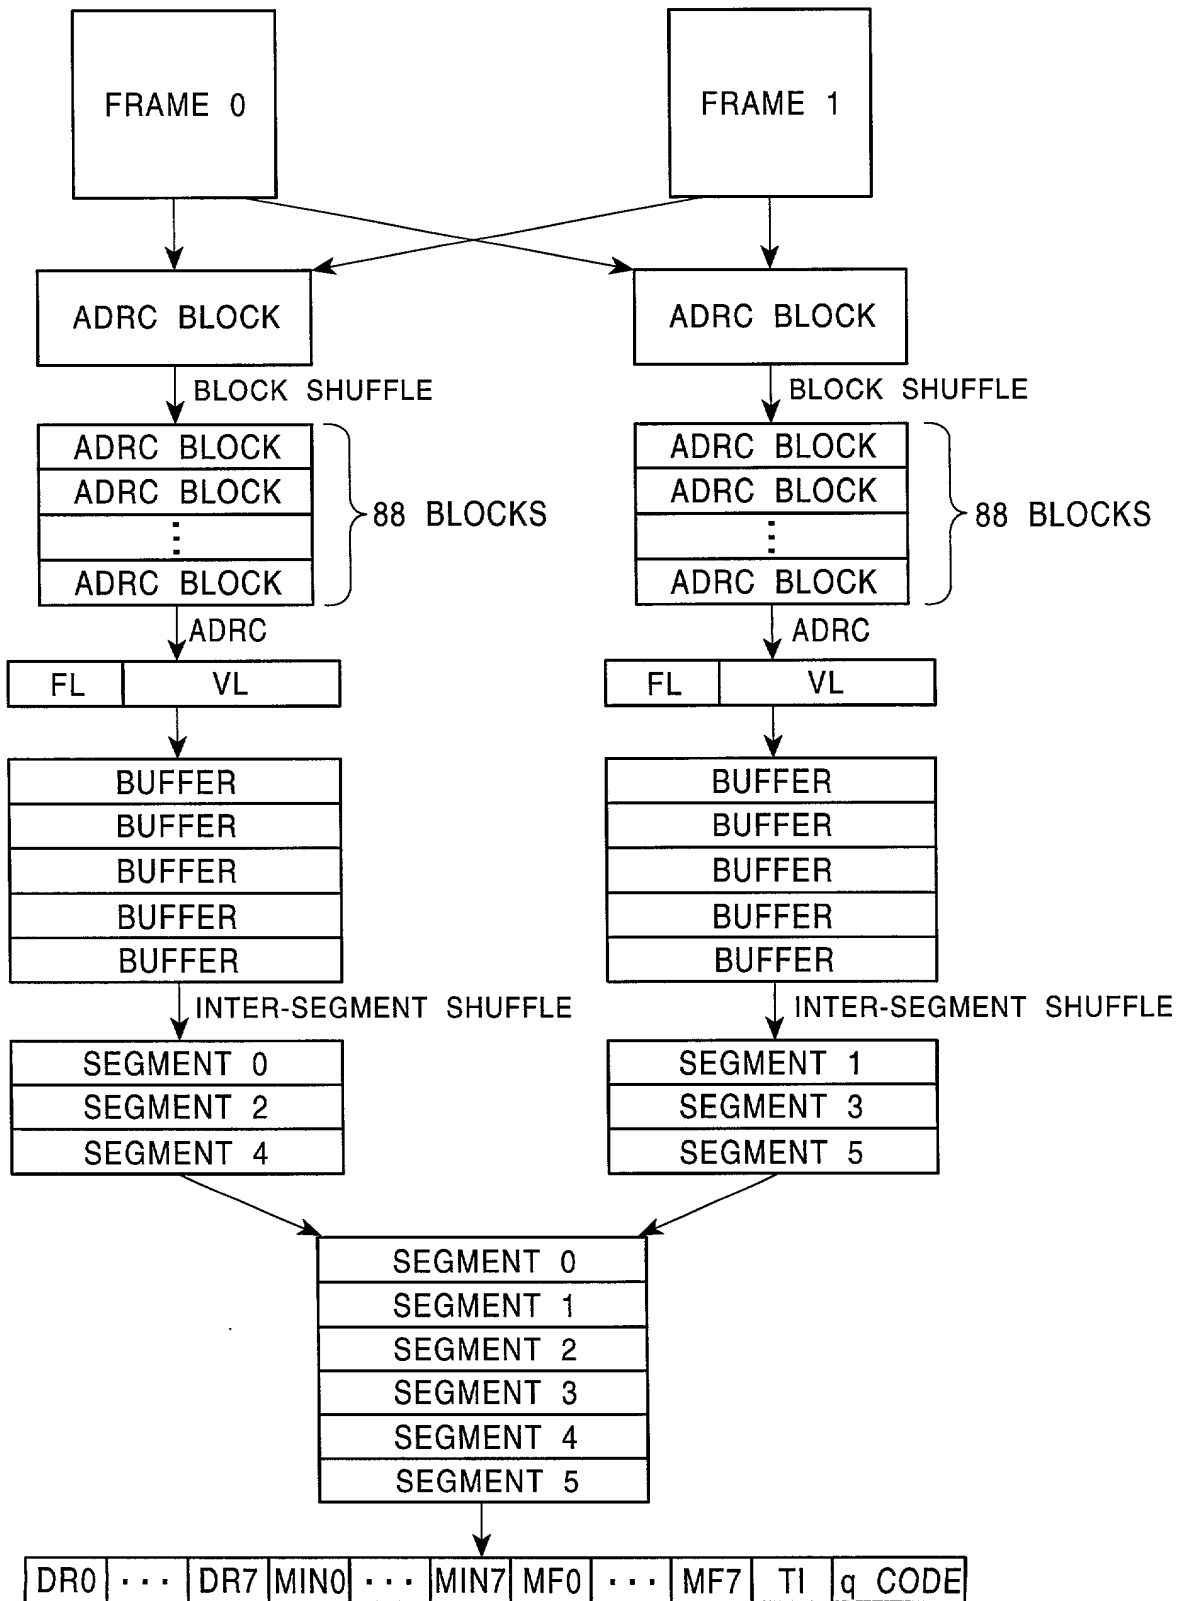 FRAME 0 FRAME 1
ADRC BLOCK ADRC BLOCK
BLOCK SHUFFLE BLOCK SHUFFLE
ADRC BLOCK ADRC BLOCK
ADRC BLOCK ADRC BLOCK
88 BLOCKS 88 BLOCKS
ADRC BLOCK ADRC BLOCK
ADRC ADRC
FL VL FL VL
BUFFER BUFFER
BUFFER BUFFER
BUFFER BUFFER
BUFFER BUFFER
BUFFER BUFFER
INTER-SEGMENT SHUFFLE INTER-SEGMENT SHUFFLE
SEGMENT 0 SEGMENT 1
SEGMENT 2 SEGMENT 3
SEGMENT 4 SEGMENT 5
SEGMENT 0
SEGMENT 1
SEGMENT 2
SEGMENT 3
SEGMENT 4
SEGMENT 5
DR0 ··· DR7 MIN0 ··· MIN7 MF0 ··· MF7 TI q CODE